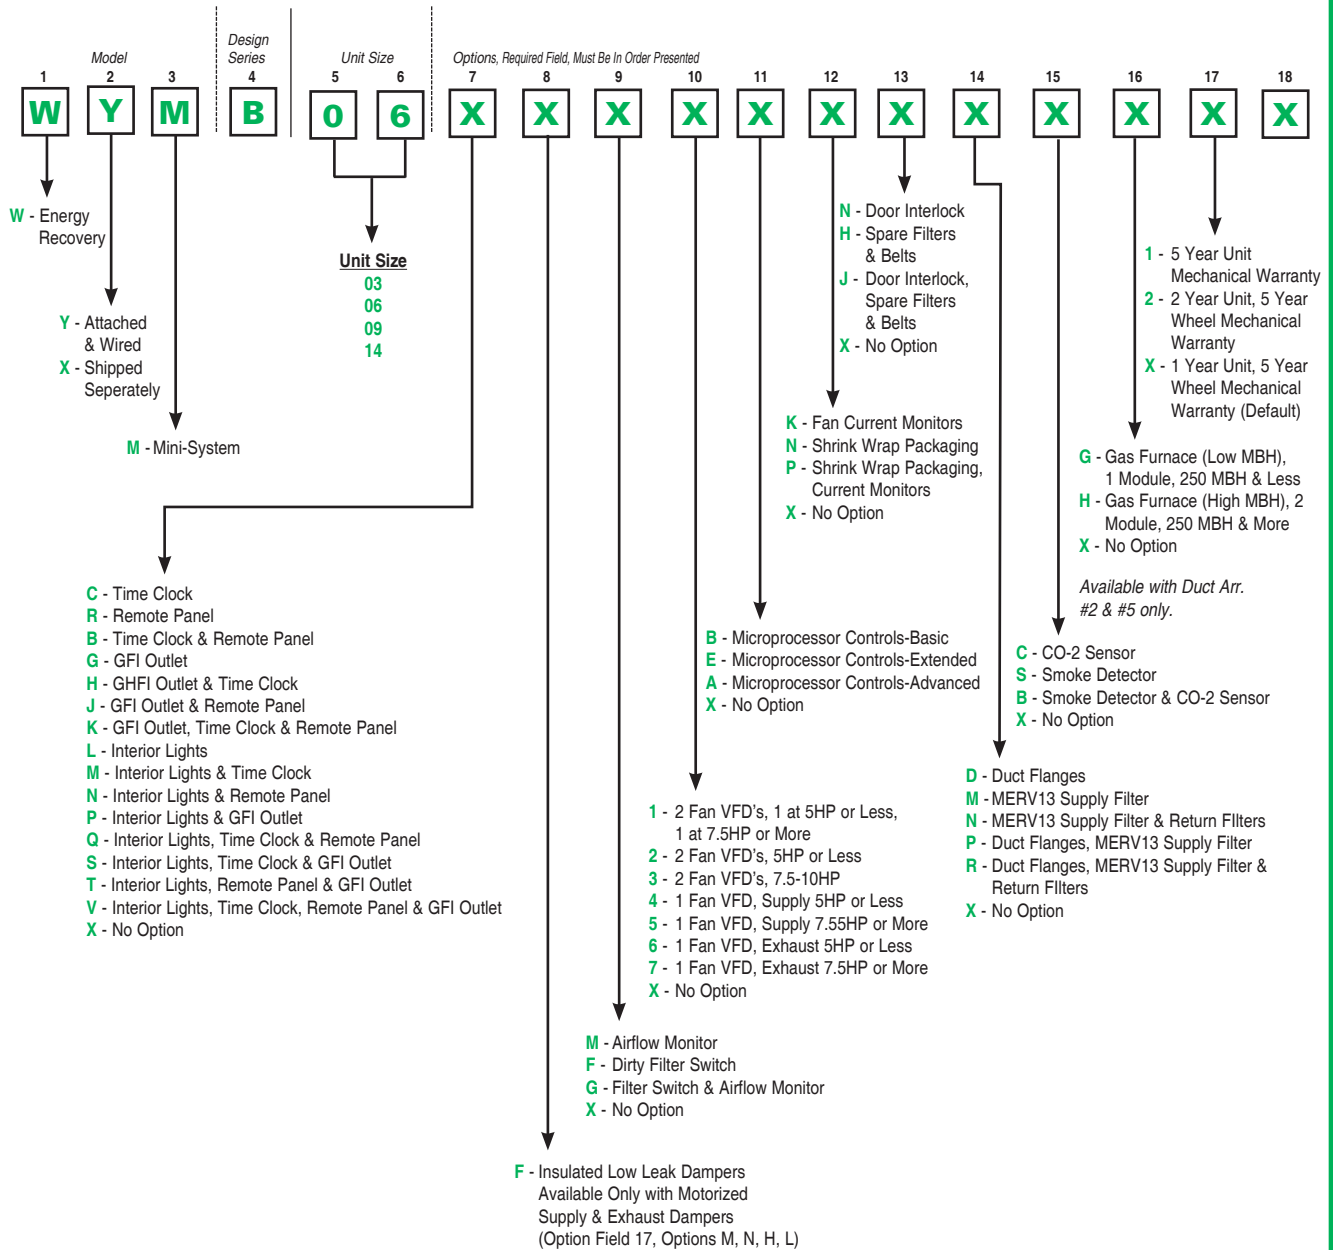 Model
Design
Series
Unit Size
Options, Required Field, Must Be In Order Presented
1 2 3 4 5 6 7 8 9 10 11 12 13 14 15 16 17 18
W Y M B 0 6 X X X X X X X X X X X X
W - Energy
Recovery
Y - Attached
& Wired
X - Shipped
Seperately
M - Mini-System
Unit Size
03
06
09
14
C - Time Clock
R - Remote Panel
B - Time Clock & Remote Panel
G - GFI Outlet
H - GHFI Outlet & Time Clock
J - GFI Outlet & Remote Panel
K - GFI Outlet, Time Clock & Remote Panel
L - Interior Lights
M - Interior Lights & Time Clock
N - Interior Lights & Remote Panel
P - Interior Lights & GFI Outlet
Q - Interior Lights, Time Clock & Remote Panel
S - Interior Lights, Time Clock & GFI Outlet
T - Interior Lights, Remote Panel & GFI Outlet
V - Interior Lights, Time Clock, Remote Panel & GFI Outlet
X - No Option
F - Insulated Low Leak Dampers
Available Only with Motorized
Supply & Exhaust Dampers
(Option Field 17, Options M, N, H, L)
M - Airflow Monitor
F - Dirty Filter Switch
G - Filter Switch & Airflow Monitor
X - No Option
1 - 2 Fan VFD's, 1 at 5HP or Less,
1 at 7.5HP or More
2 - 2 Fan VFD's, 5HP or Less
3 - 2 Fan VFD's, 7.5-10HP
4 - 1 Fan VFD, Supply 5HP or Less
5 - 1 Fan VFD, Supply 7.55HP or More
6 - 1 Fan VFD, Exhaust 5HP or Less
7 - 1 Fan VFD, Exhaust 7.5HP or More
X - No Option
B - Microprocessor Controls-Basic
E - Microprocessor Controls-Extended
A - Microprocessor Controls-Advanced
X - No Option
K - Fan Current Monitors
N - Shrink Wrap Packaging
P - Shrink Wrap Packaging,
Current Monitors
X - No Option
N - Door Interlock
H - Spare Filters
& Belts
J - Door Interlock,
Spare Filters
& Belts
X - No Option
D - Duct Flanges
M - MERV13 Supply Filter
N - MERV13 Supply Filter & Return FIlters
P - Duct Flanges, MERV13 Supply Filter
R - Duct Flanges, MERV13 Supply Filter &
Return FIlters
X - No Option
C - CO-2 Sensor
S - Smoke Detector
B - Smoke Detector & CO-2 Sensor
X - No Option
G - Gas Furnace (Low MBH),
1 Module, 250 MBH & Less
H - Gas Furnace (High MBH), 2
Module, 250 MBH & More
X - No Option
Available with Duct Arr.
#2 & #5 only.
1 - 5 Year Unit
Mechanical Warranty
2 - 2 Year Unit, 5 Year
Wheel Mechanical
Warranty
X - 1 Year Unit, 5 Year
Wheel Mechanical
Warranty (Default)